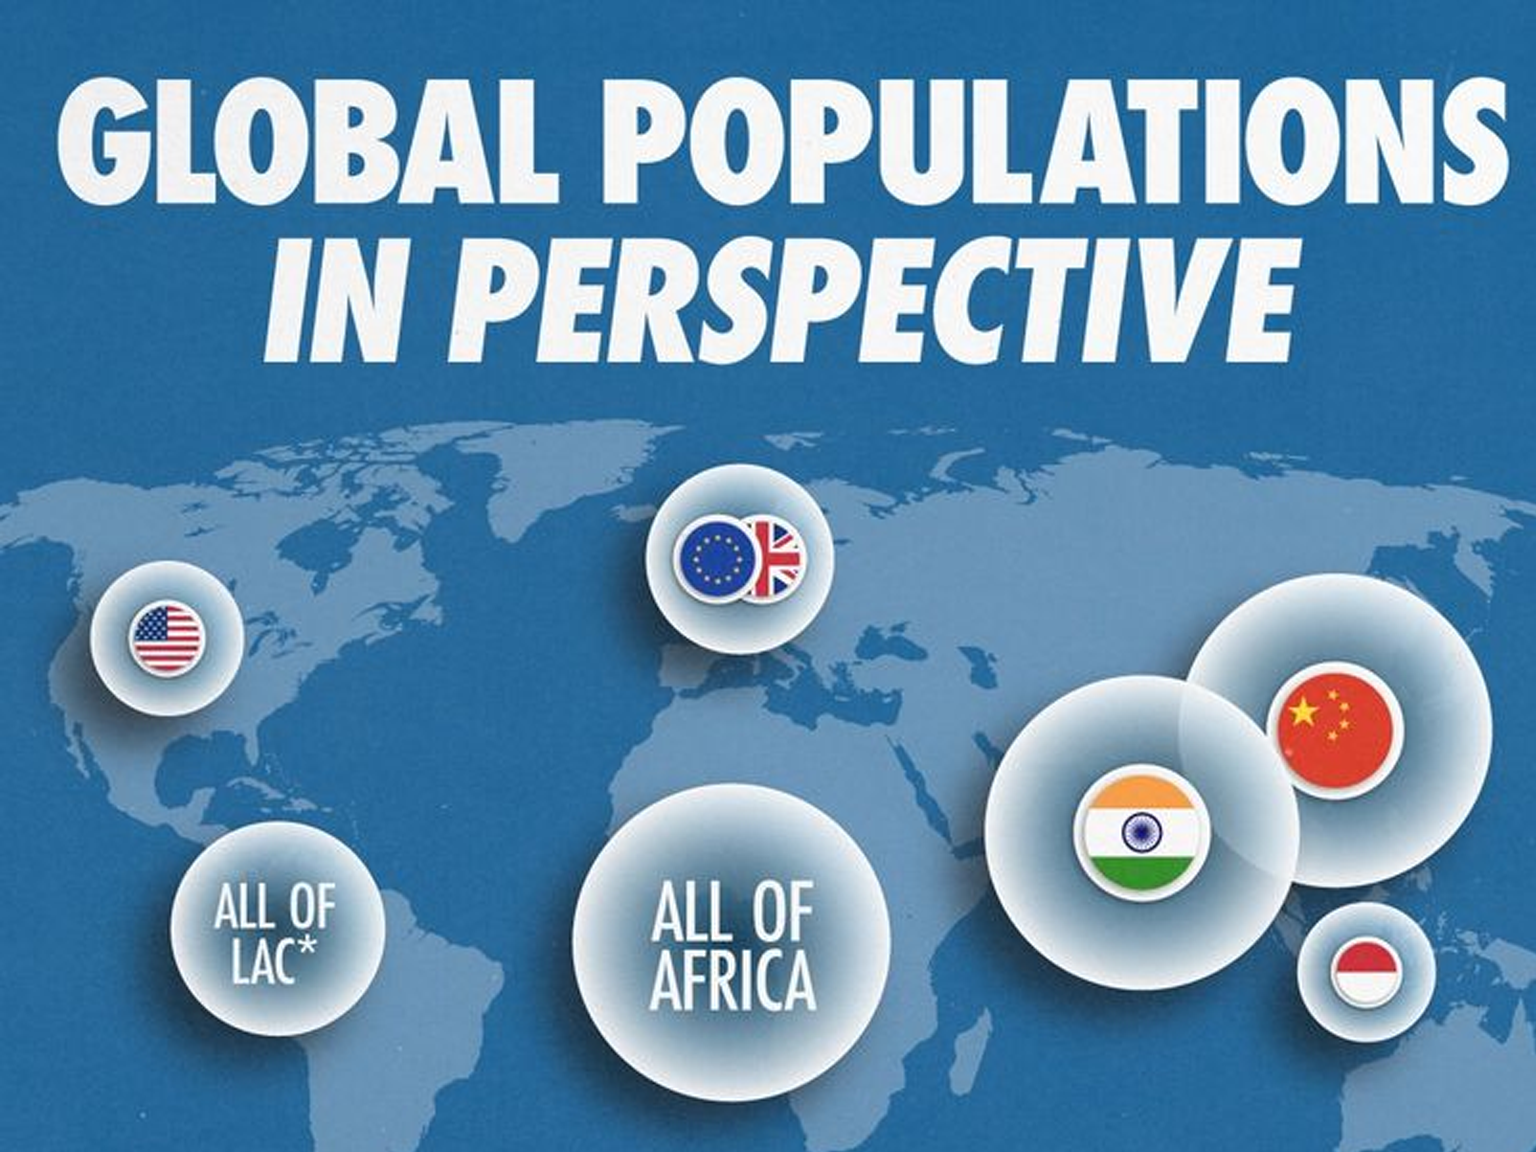 GLOBAL POPULATIONS
IN PERSPECTIVE
ALL OF
LAC*
ALL OF
AFRICA